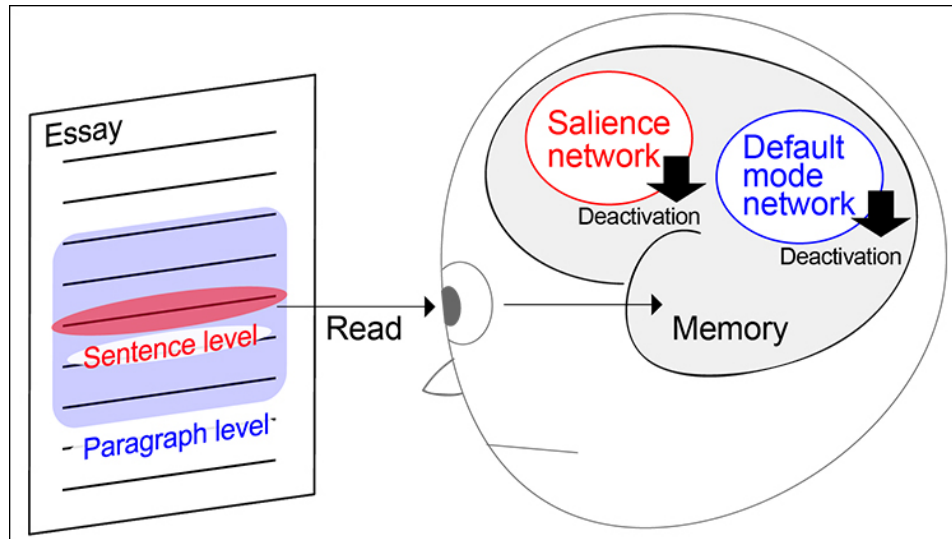 Essay
Sentence level
Paragraph level
Read
Salience
network
Deactivation
Default
mode
network
Deactivation
Memory